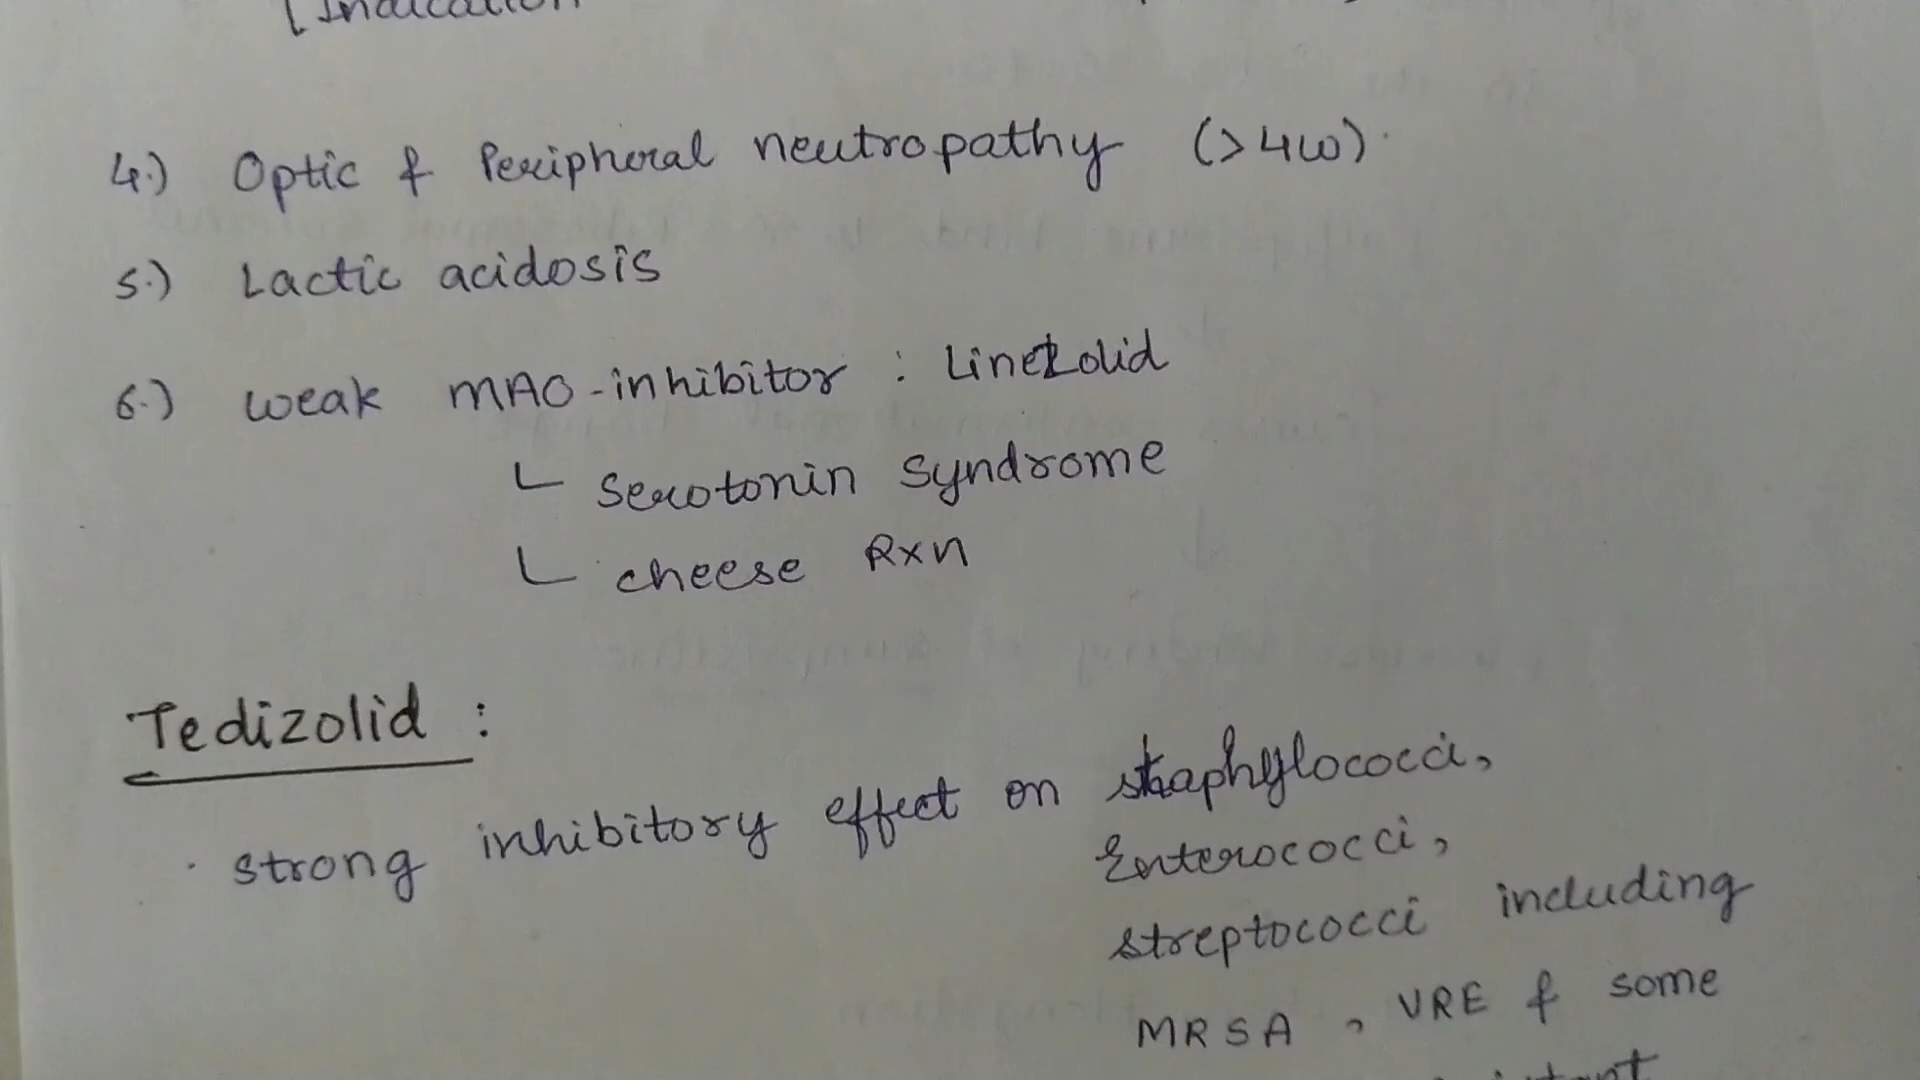 [Indication
4.) Optic & Peripheral neutropathy (>4w).
5.) Lactic acidosis
6.) weak MAO-inhibitor : Linezolid
└ Serotonin Syndrome
└ cheese Rxn
Tedizolid :
· strong inhibitory effect on staphylococci,
Enterococci,
streptococci including
MRSA, VRE & some